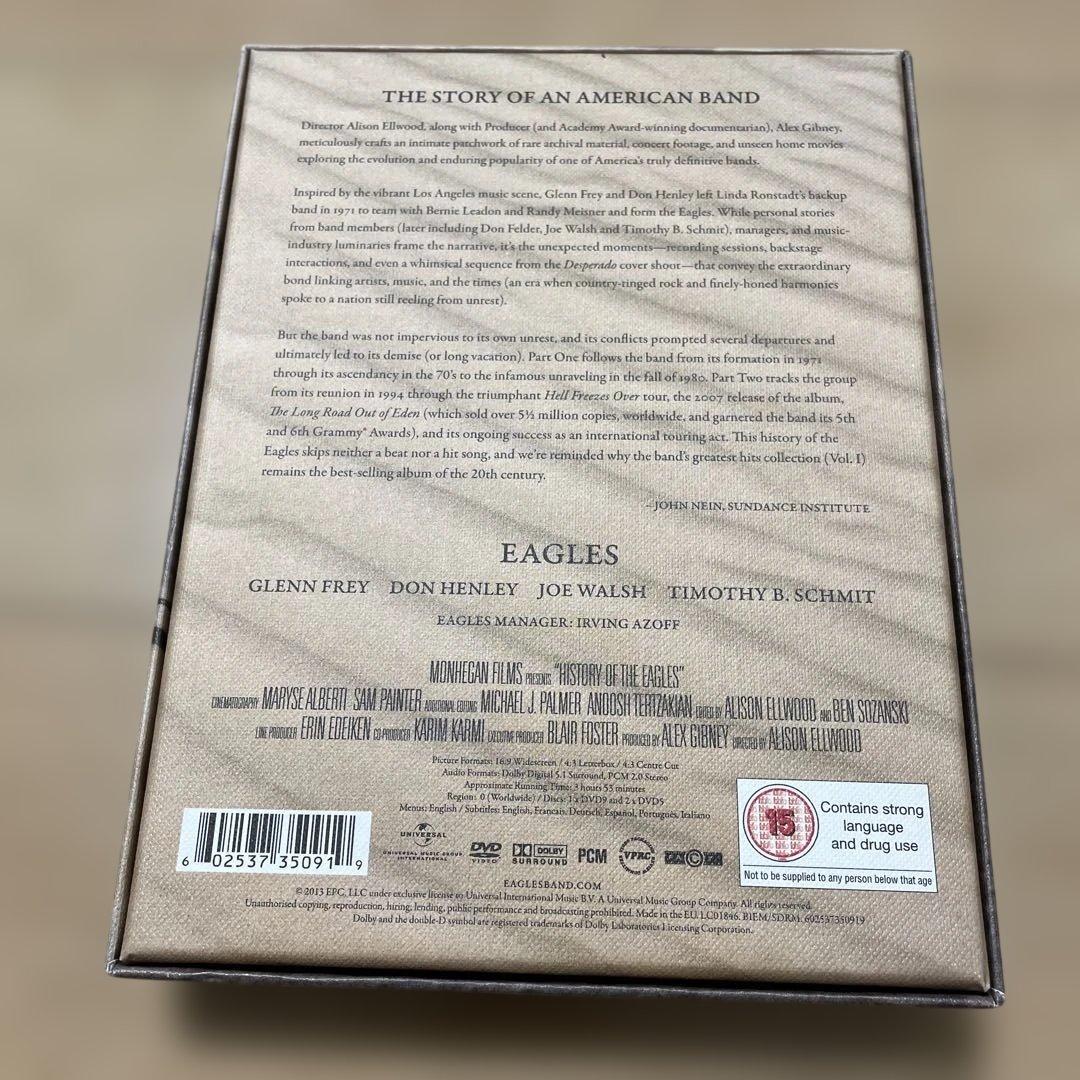 THE STORY OF AN AMERICAN BAND
Director Alison Ellwood, along with Producer (and Academy Award-winning documentarian), Alex Gibney,
meticulously crafts an intimate patchwork of rare archival material, concert footage, and unseen home movies
exploring the evolution and enduring popularity of one of America's truly definitive bands.
Inspired by the vibrant Los Angeles music scene, Glenn Frey and Don Henley left Linda Ronstadt's backup
band in 1971 to team with Bernie Leadon and Randy Meisner and form the Eagles. While personal stories
from band members (later including Don Felder, Joe Walsh and Timothy B. Schmit), managers, and music-
industry luminaries frame the narrative, it's the unexpected moments—recording sessions, backstage
interactions, and even a whimsical sequence from the Desperado cover shoot—that convey the extraordinary
bond linking artists, music, and the times (an era when country-tinged rock and finely-honed harmonies
spoke to a nation still reeling from unrest).
But the band was not impervious to its own unrest, and its conflicts prompted several departures and
ultimately led to its demise (or long vacation). Part One follows the band from its formation in 1971
through its ascendancy in the 70's to the infamous unraveling in the fall of 1980. Part Two tracks the group
from its reunion in 1994 through the triumphant Hell Freezes Over tour, the 2007 release of the album,
The Long Road Out of Eden (which sold over 5½ million copies, worldwide, and garnered the band its 5th
and 6th Grammy® Awards), and its ongoing success as an international touring act. This history of the
Eagles skips neither a beat nor a hit song, and we're reminded why the band's greatest hits collection (Vol. I)
remains the best-selling album of the 20th century.
– JOHN NEIN, SUNDANCE INSTITUTE
EAGLES
GLENN FREY DON HENLEY JOE WALSH TIMOTHY B. SCHMIT
EAGLES MANAGER: IRVING AZOFF
MONHEGAN FILMS PRESENTS "HISTORY OF THE EAGLES"
CINEMATOGRAPHY MARYSE ALBERTI SAM PAINTER ADDITIONAL EDITING MICHAEL J. PALMER ANOOSH TERTZAKIAN EDITED BY ALISON ELLWOOD AND BEN SOZANSKI
LINE PRODUCER ERIN EDEIKEN CO-PRODUCER KARIM KARMI EXECUTIVE PRODUCER BLAIR FOSTER PRODUCED BY ALEX GIBNEY DIRECTED BY ALISON ELLWOOD
Picture Formats: 16:9 Widescreen / 4:3 Letterbox / 4:3 Centre Cut
Audio Formats: Dolby Digital 5.1 Surround, PCM 2.0 Stereo
Approximate Running Time: 3 hours 53 minutes
Region: 0 (Worldwide) / Discs: 1 x DVD9 and 2 x DVD5
Menus: English / Subtitles: English, Francais, Deutsch, Español, Portugués, Italiano
6 02537 35091 9
UNIVERSAL
UNIVERSAL MUSIC GROUP
INTERNATIONAL
DVD
VIDEO
DOLBY
SURROUND
PCM
VPRC
15
Contains strong
language
and drug use
Not to be supplied to any person below that age
EAGLESBAND.COM
© 2013 EPC, LLC under exclusive license to Universal International Music B.V. A Universal Music Group Company. All rights reserved.
Unauthorised copying, reproduction, hiring, lending, public performance and broadcasting prohibited. Made in the EU. LC01846. BIEM/SDRM. 602537350919
Dolby and the double-D symbol are registered trademarks of Dolby Laboratories Licensing Corporation.